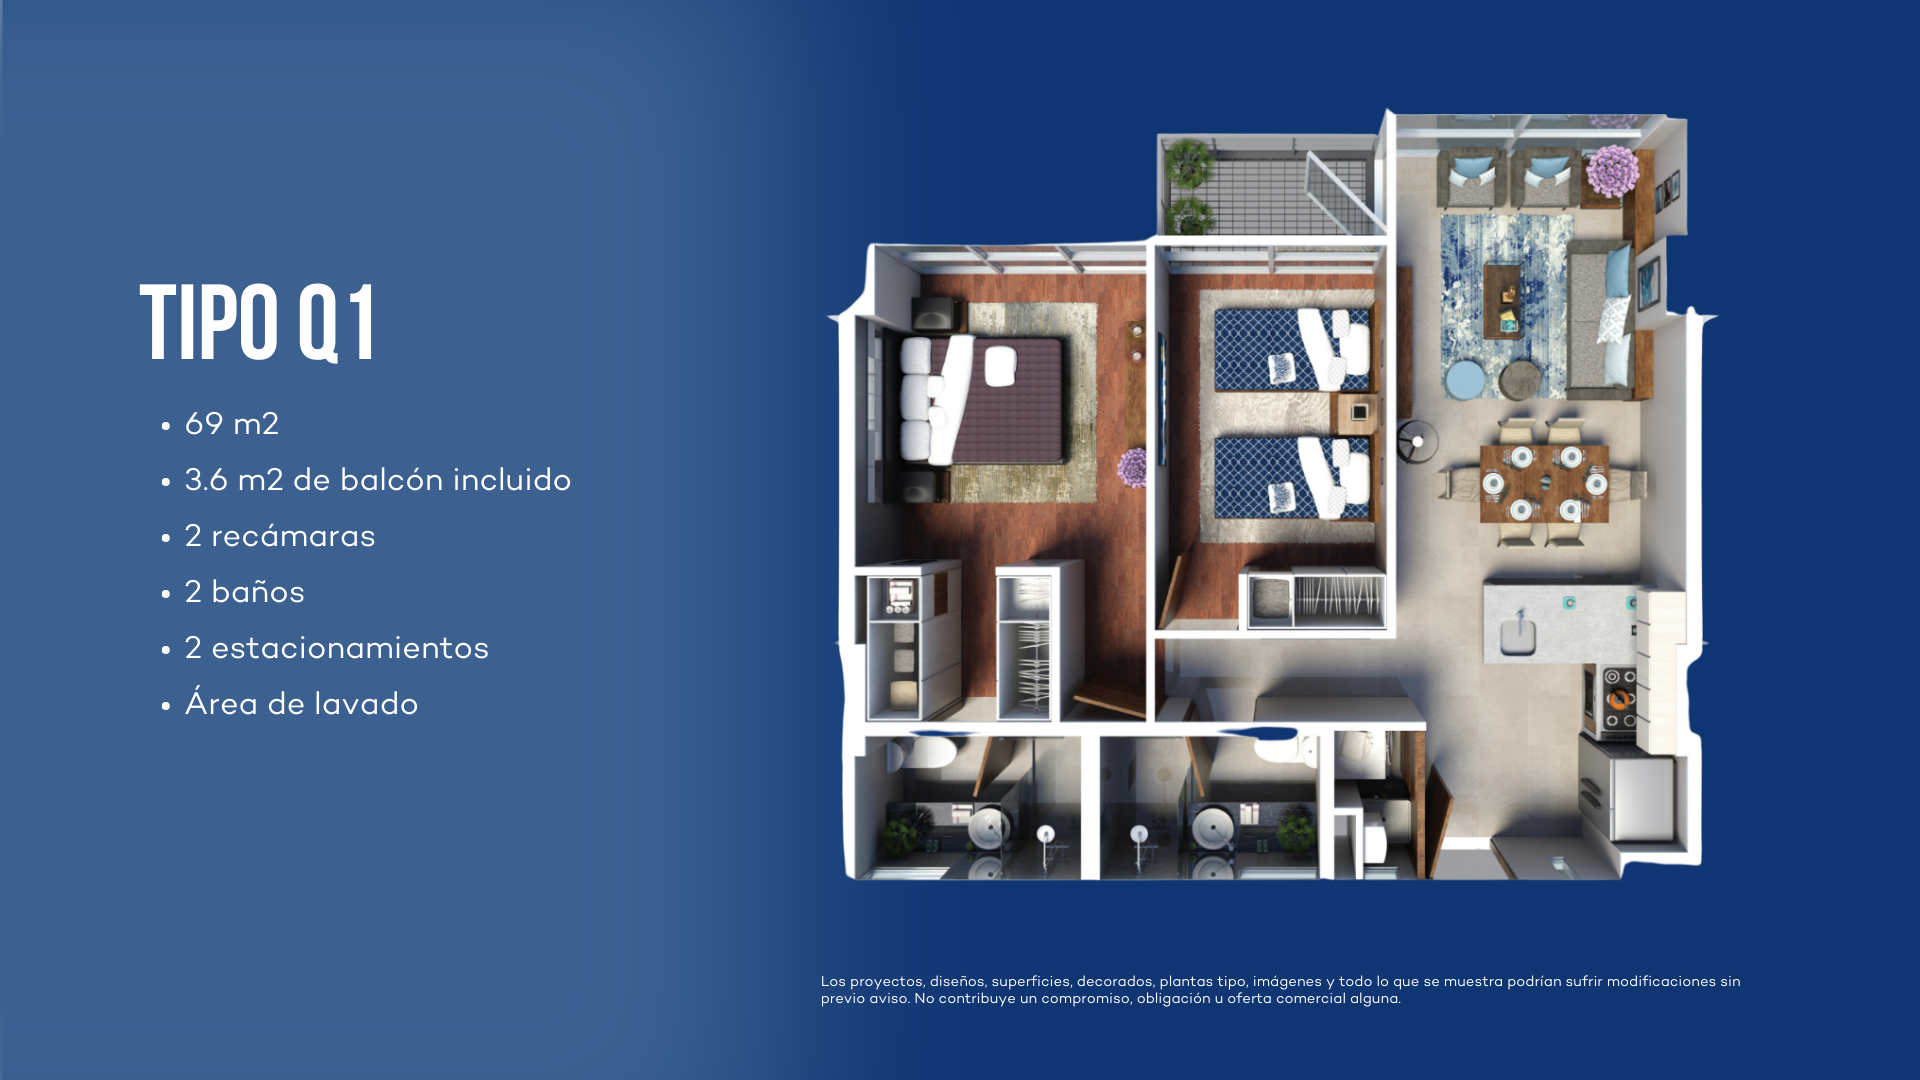 TIPO Q1
• 69 m2
• 3.6 m2 de balcón incluido
• 2 recámaras
• 2 baños
• 2 estacionamientos
• Área de lavado
Los proyectos, diseños, superficies, decorados, plantas tipo, imágenes y todo lo que se muestra podrían sufrir modificaciones sin
previo aviso. No contribuye un compromiso, obligación u oferta comercial alguna.